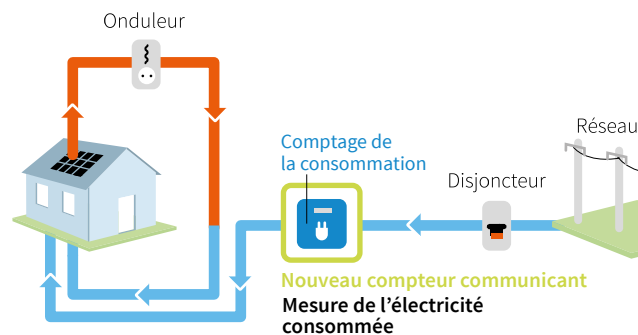 Onduleur
Réseau
Comptage de
la consommation
Disjoncteur
Nouveau compteur communicant
Mesure de l’électricité
consommée